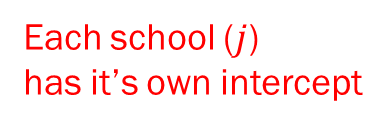 Each school (j)
has it’s own intercept